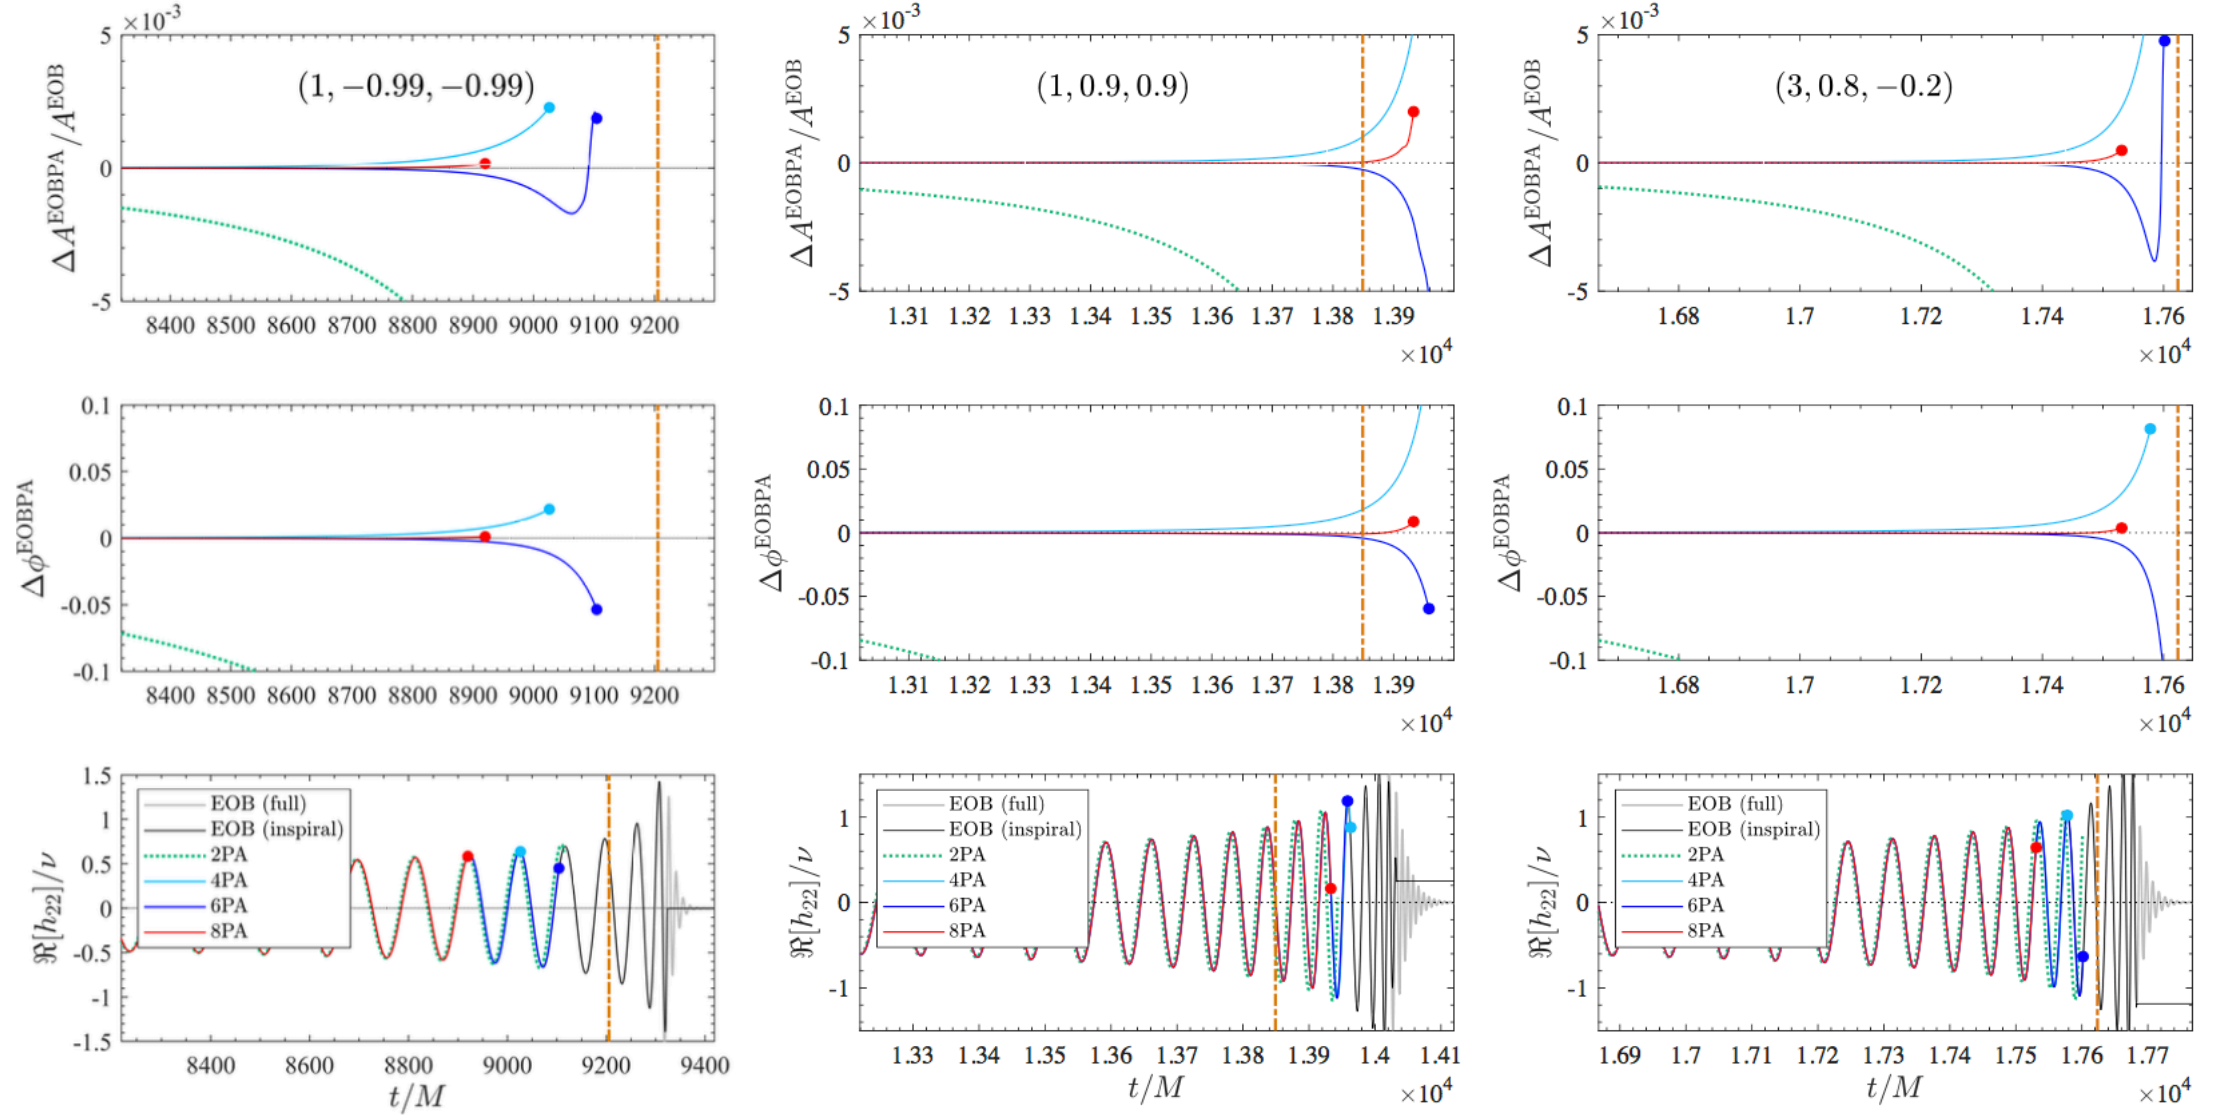 ×10⁻³
5
0
-5
ΔA^EOBPA/A^EOB
(1, −0.99, −0.99)
8400 8500 8600 8700 8800 8900 9000 9100 9200
×10⁻³
5
0
-5
ΔA^EOBPA/A^EOB
(1, 0.9, 0.9)
1.31 1.32 1.33 1.34 1.35 1.36 1.37 1.38 1.39
×10⁴
×10⁻³
5
0
-5
ΔA^EOBPA/A^EOB
(3, 0.8, −0.2)
1.68 1.7 1.72 1.74 1.76
×10⁴
0.1
0.05
0
-0.05
-0.1
Δϕ^EOBPA
8400 8500 8600 8700 8800 8900 9000 9100 9200
0.1
0.05
0
-0.05
-0.1
Δϕ^EOBPA
1.31 1.32 1.33 1.34 1.35 1.36 1.37 1.38 1.39
×10⁴
0.1
0.05
0
-0.05
-0.1
Δϕ^EOBPA
1.68 1.7 1.72 1.74 1.76
×10⁴
1.5
1
0.5
0
-0.5
-1
-1.5
ℜ[h₂₂]/ν
EOB (full)
EOB (inspiral)
2PA
4PA
6PA
8PA
8400 8600 8800 9000 9200 9400
t/M
1
0
-1
ℜ[h₂₂]/ν
EOB (full)
EOB (inspiral)
2PA
4PA
6PA
8PA
1.33 1.34 1.35 1.36 1.37 1.38 1.39 1.4 1.41
t/M
×10⁴
1
0
-1
ℜ[h₂₂]/ν
EOB (full)
EOB (inspiral)
2PA
4PA
6PA
8PA
1.69 1.7 1.71 1.72 1.73 1.74 1.75 1.76 1.77
t/M
×10⁴